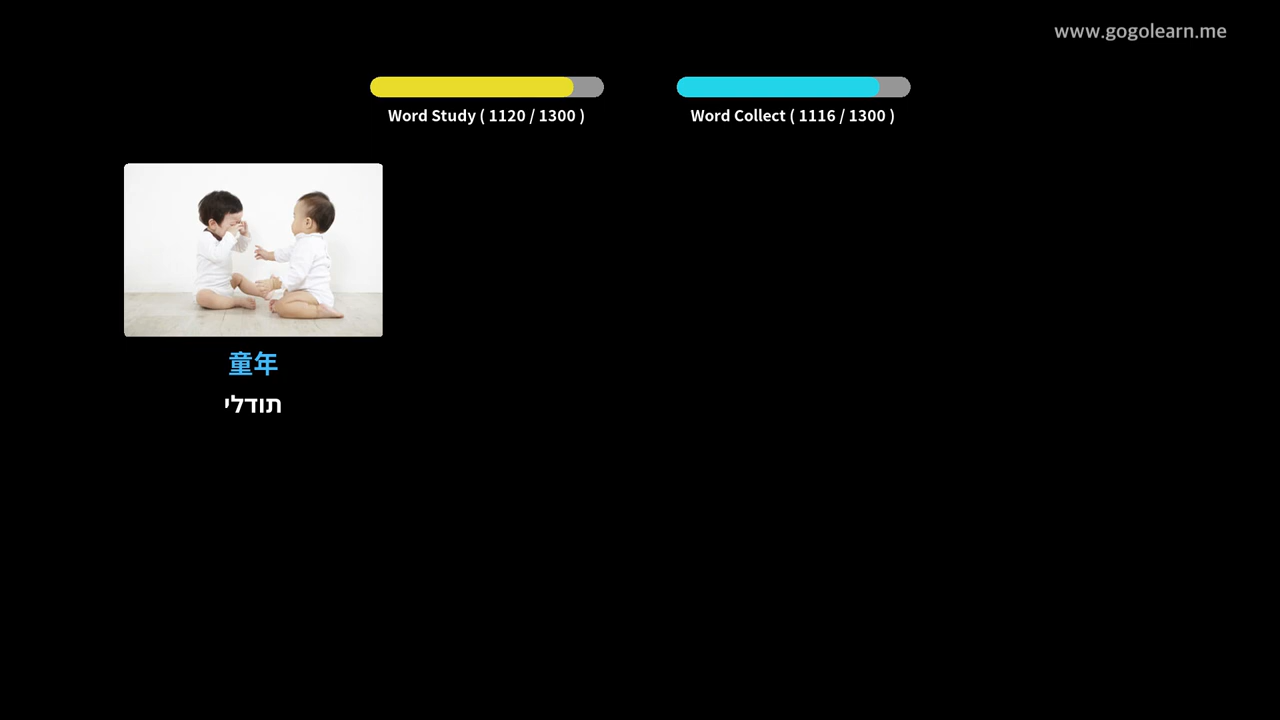 www.gogolearn.me
Word Study ( 1120 / 1300 )
Word Collect ( 1116 / 1300 )
童年
תודלי